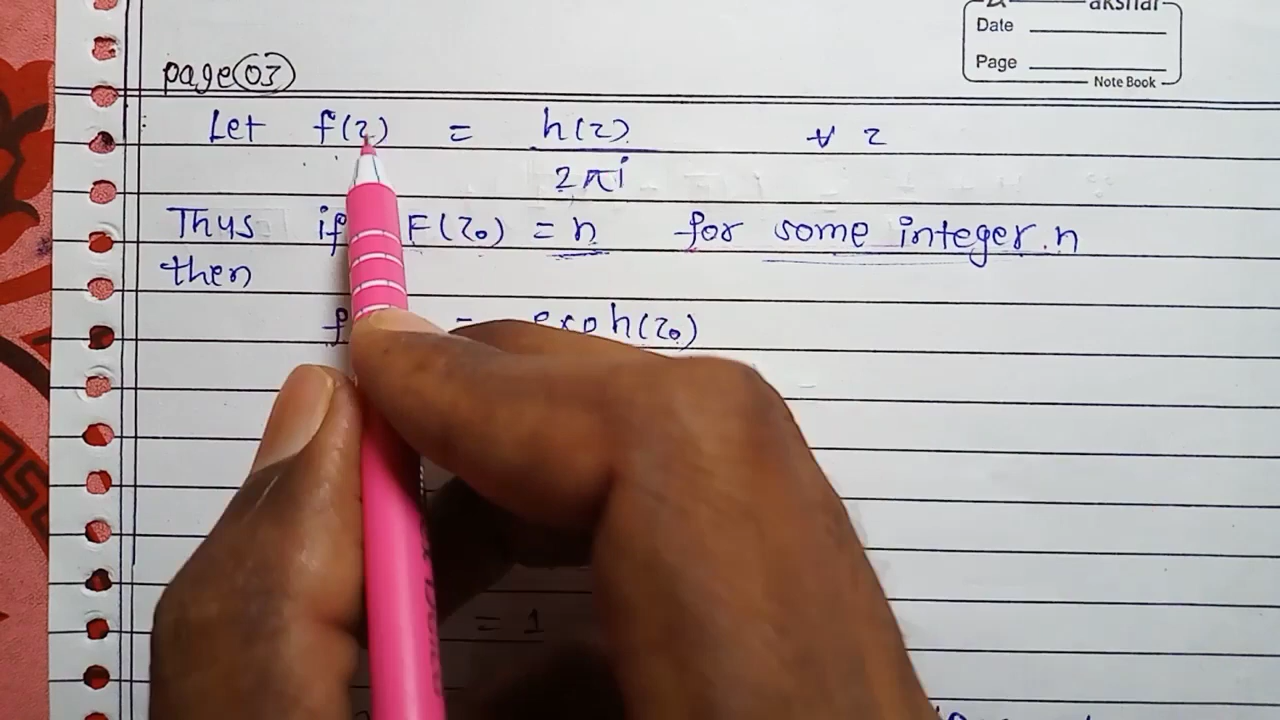 akshar
Date
Page
Note Book
page 03
Let f(z) = h(z) ∀ z
2πi
Thus if F(z₀) = n for some integer n
then
f = exp h(z₀)
= 1